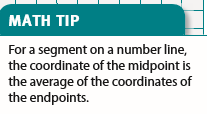 MATH TIP
For a segment on a number line,
the coordinate of the midpoint is
the average of the coordinates of
the endpoints.